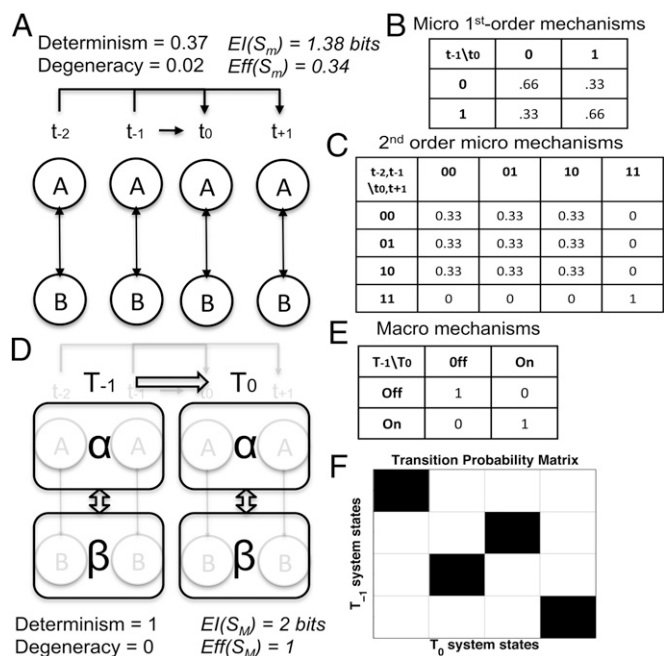 A
Determinism = 0.37 EI(Sm) = 1.38 bits
Degeneracy = 0.02 Eff(Sm) = 0.34
t-2 t-1 t0 t+1
A A A A
B B B B
B Micro 1st-order mechanisms
t-1\t0 0 1
0 .66 .33
1 .33 .66
C 2nd order micro mechanisms
t-2,t-1 \t0,t+1 00 01 10 11
00 0.33 0.33 0.33 0
01 0.33 0.33 0.33 0
10 0.33 0.33 0.33 0
11 0 0 0 1
D
t-2 T-1 t-1 t0 T0 t+1
A α A A α A
B β B B β B
Determinism = 1 EI(SM) = 2 bits
Degeneracy = 0 Eff(SM) = 1
E Macro mechanisms
T-1\T0 0ff On
Off 1 0
On 0 1
F
Transition Probability Matrix
T-1 system states
T0 system states